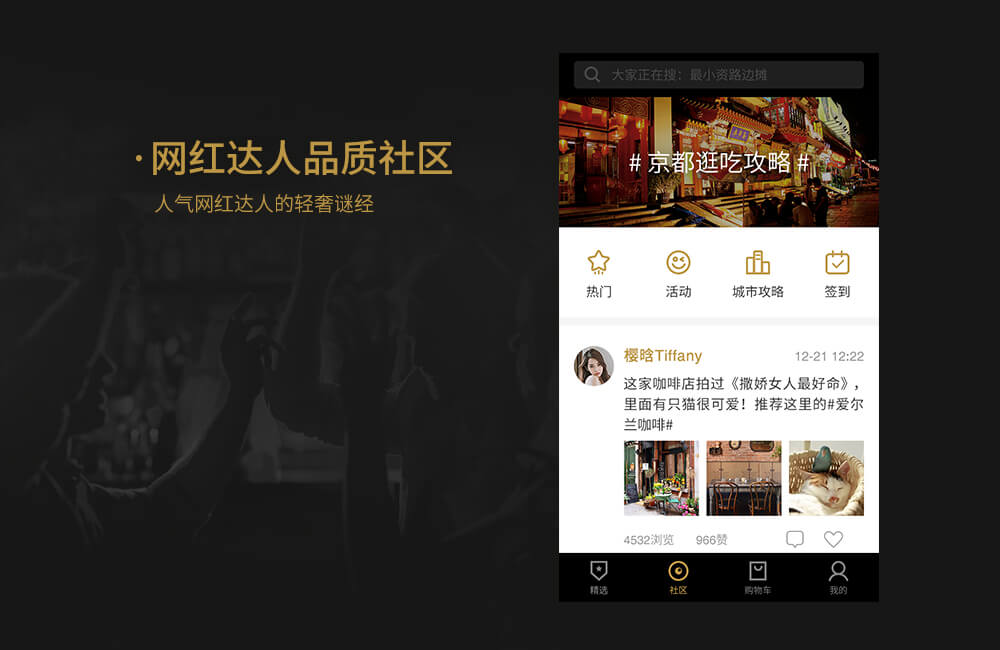 ·网红达人品质社区
人气网红达人的轻奢谜经
大家正在搜：最小资路边摊
# 京都逛吃攻略 #
热门
活动
城市攻略
签到
樱晗Tiffany
12-21 12:22
这家咖啡店拍过《撒娇女人最好命》，
里面有只猫很可爱！推荐这里的#爱尔
兰咖啡#
4532浏览
966赞
精选
社区
购物车
我的